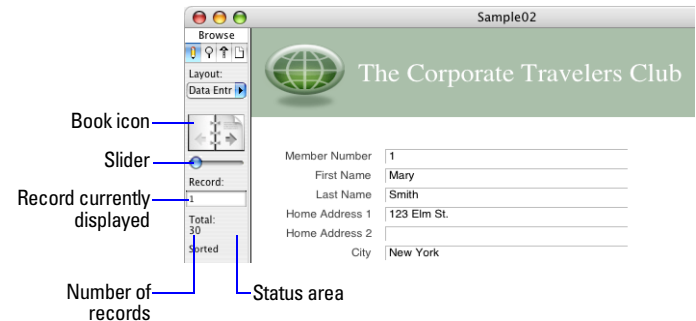 Sample02
Browse
Layout:
Data Entr
The Corporate Travelers Club
Book icon
Slider
Record:
Record currently
displayed
1
Total:
30
Sorted
Number of
records
Status area
Member Number 1
First Name Mary
Last Name Smith
Home Address 1 123 Elm St.
Home Address 2
City New York